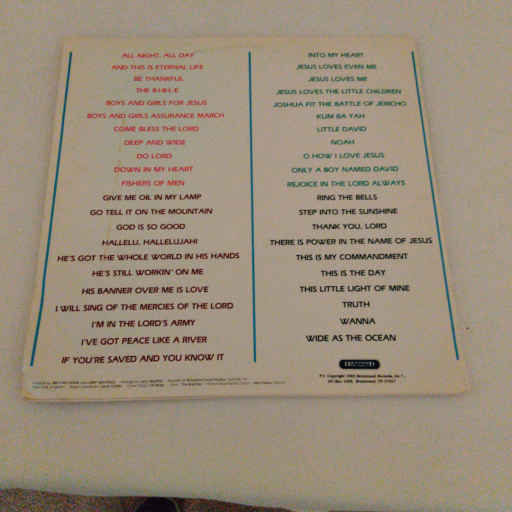 ALL NIGHT, ALL DAY
AND THIS IS ETERNAL LIFE
BE THANKFUL
THE B-I-B-L-E
BOYS AND GIRLS FOR JESUS
BOYS AND GIRLS ASSURANCE MARCH
COME BLESS THE LORD
DEEP AND WIDE
DO LORD
DOWN IN MY HEART
FISHERS OF MEN
GIVE ME OIL IN MY LAMP
GO TELL IT ON THE MOUNTAIN
GOD IS SO GOOD
HALLELU, HALLELUJAH!
HE'S GOT THE WHOLE WORLD IN HIS HANDS
HE'S STILL WORKIN' ON ME
HIS BANNER OVER ME IS LOVE
I WILL SING OF THE MERCIES OF THE LORD
I'M IN THE LORD'S ARMY
I'VE GOT PEACE LIKE A RIVER
IF YOU'RE SAVED AND YOU KNOW IT
INTO MY HEART
JESUS LOVES EVEN ME
JESUS LOVES ME
JESUS LOVES THE LITTLE CHILDREN
JOSHUA FIT THE BATTLE OF JERICHO
KUM BA YAH
LITTLE DAVID
NOAH
O HOW I LOVE JESUS
ONLY A BOY NAMED DAVID
REJOICE IN THE LORD ALWAYS
RING THE BELLS
STEP INTO THE SUNSHINE
THANK YOU, LORD
THERE IS POWER IN THE NAME OF JESUS
THIS IS MY COMMANDMENT
THIS IS THE DAY
THIS LITTLE LIGHT OF MINE
TRUTH
WANNA
WIDE AS THE OCEAN